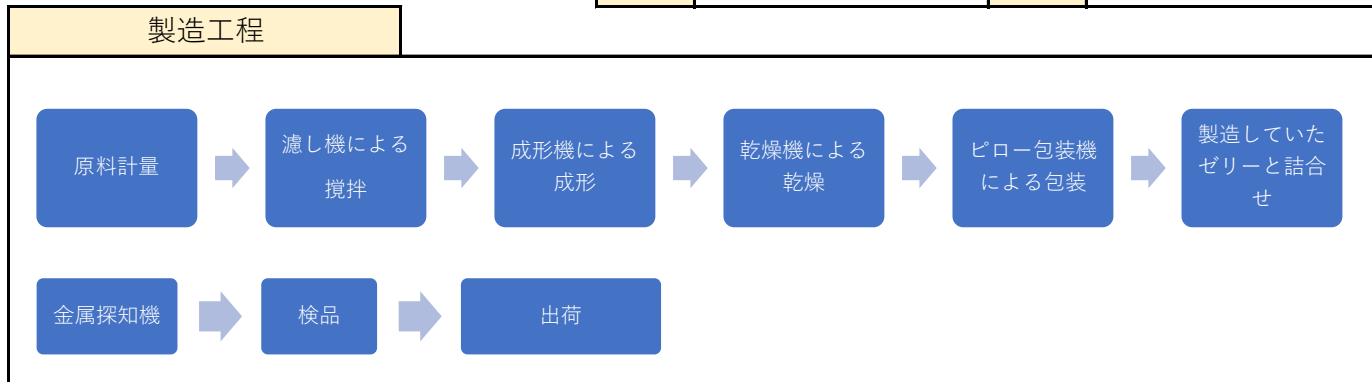 製造工程
原料計量
濾し機による
撹拌
成形機による
成形
乾燥機による
乾燥
ピロー包装機
による包装
製造していた
ゼリーと詰合
せ
金属探知機
検品
出荷